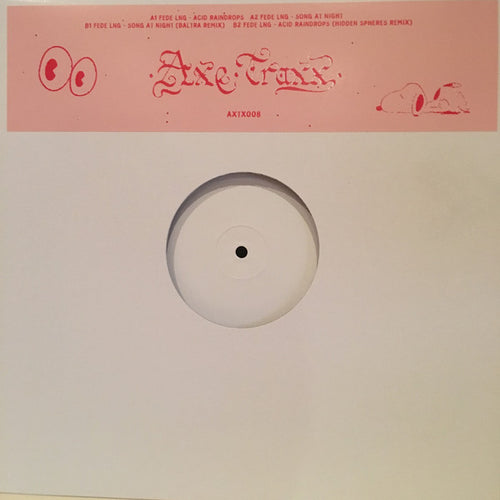 A1 FEDE LNG - ACID RAINDROPS A2 FEDE LNG - SONG AT NIGHT
B1 FEDE LNG - SONG AT NIGHT (BALTRA REMIX) B2 FEDE LNG - ACID RAINDROPS (HIDDEN SPHERES REMIX)
·Axe·Traxx·
AXTX008